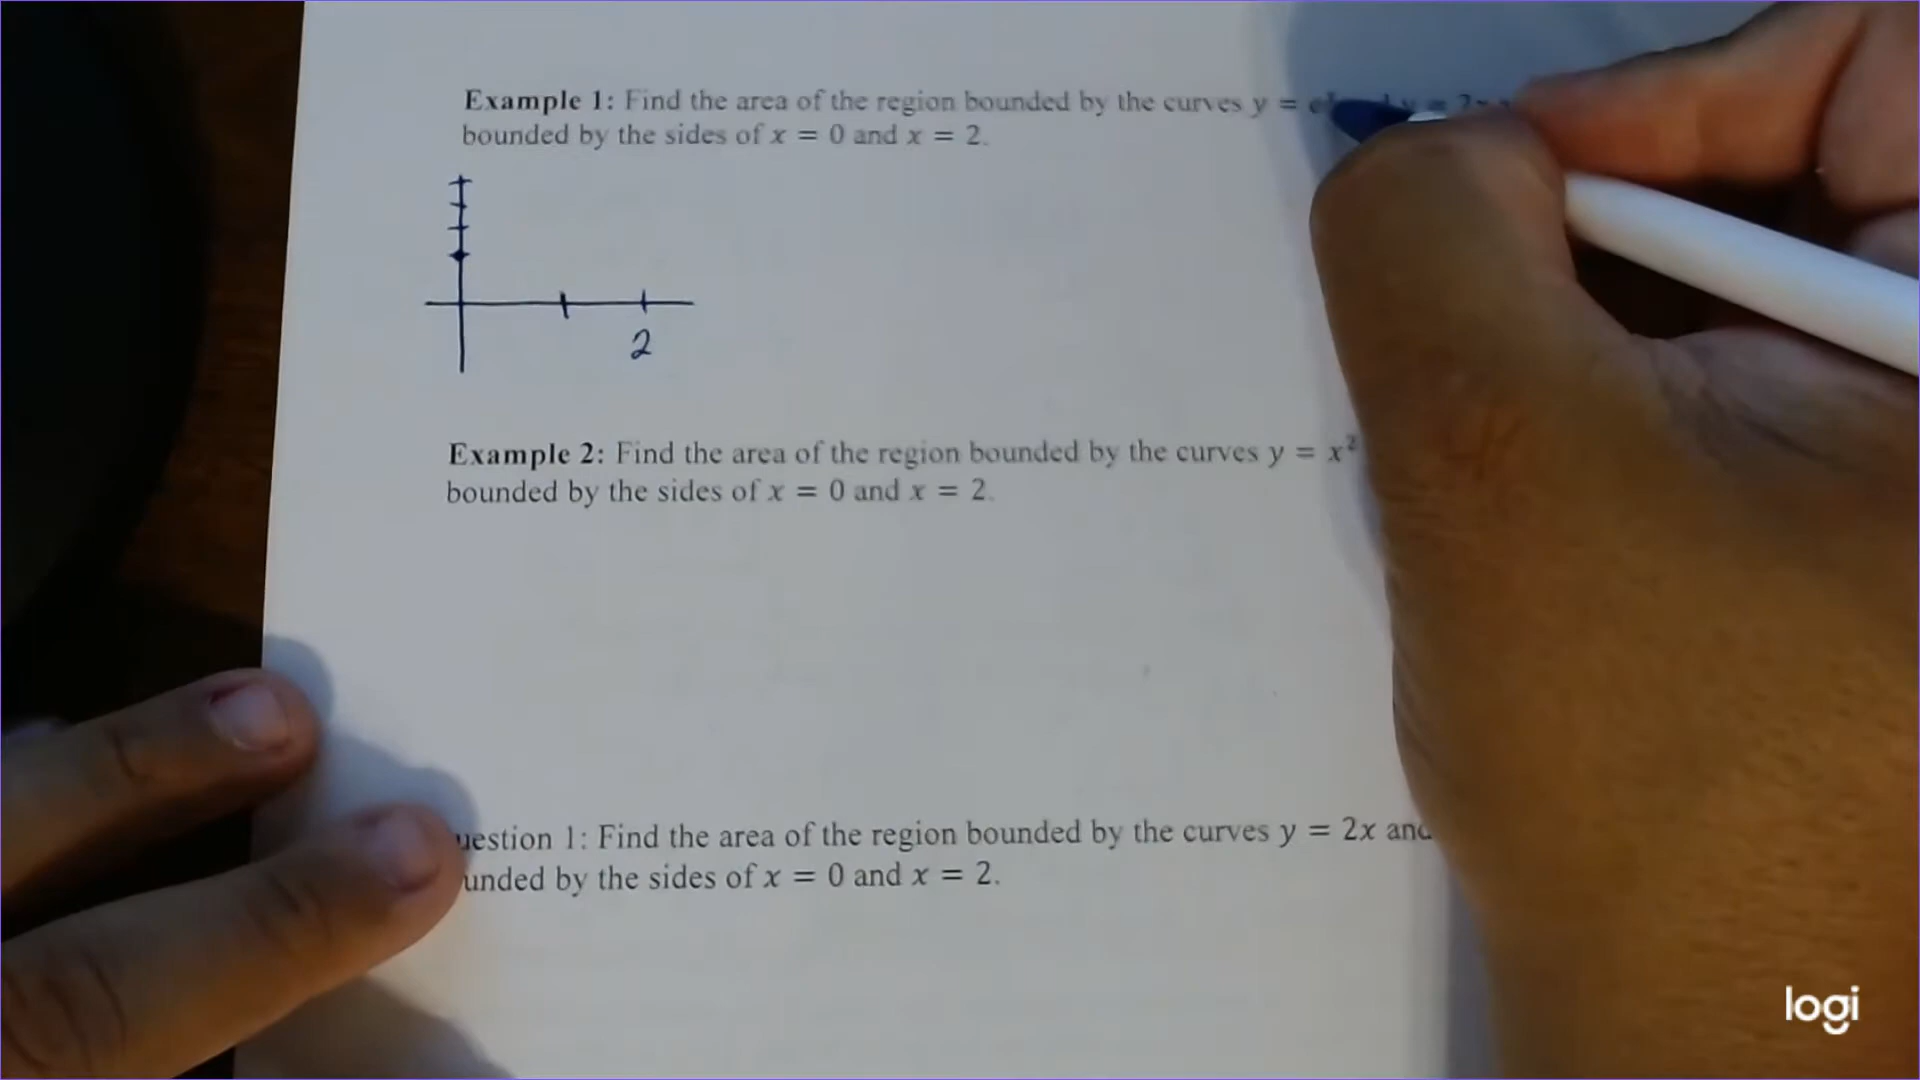 Example 1: Find the area of the region bounded by the curves y =
bounded by the sides of x = 0 and x = 2.
2
Example 2: Find the area of the region bounded by the curves y = x²
bounded by the sides of x = 0 and x = 2.
uestion 1: Find the area of the region bounded by the curves y = 2x and
unded by the sides of x = 0 and x = 2.
logi